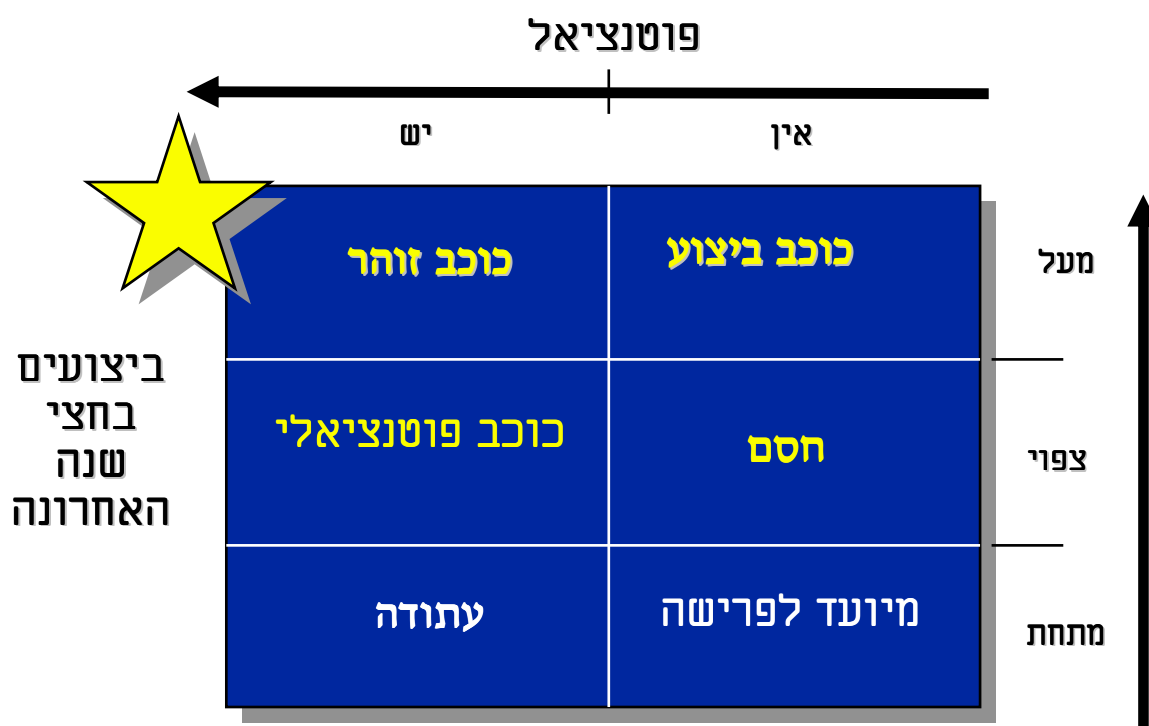 פוטנציאל
אין
יש
מעל
כוכב ביצוע
כוכב זוהר
ביצועים
בחצי
שנה
האחרונה
צפוי
חסם
כוכב פוטנציאלי
מתחת
מיועד לפרישה
עתודה